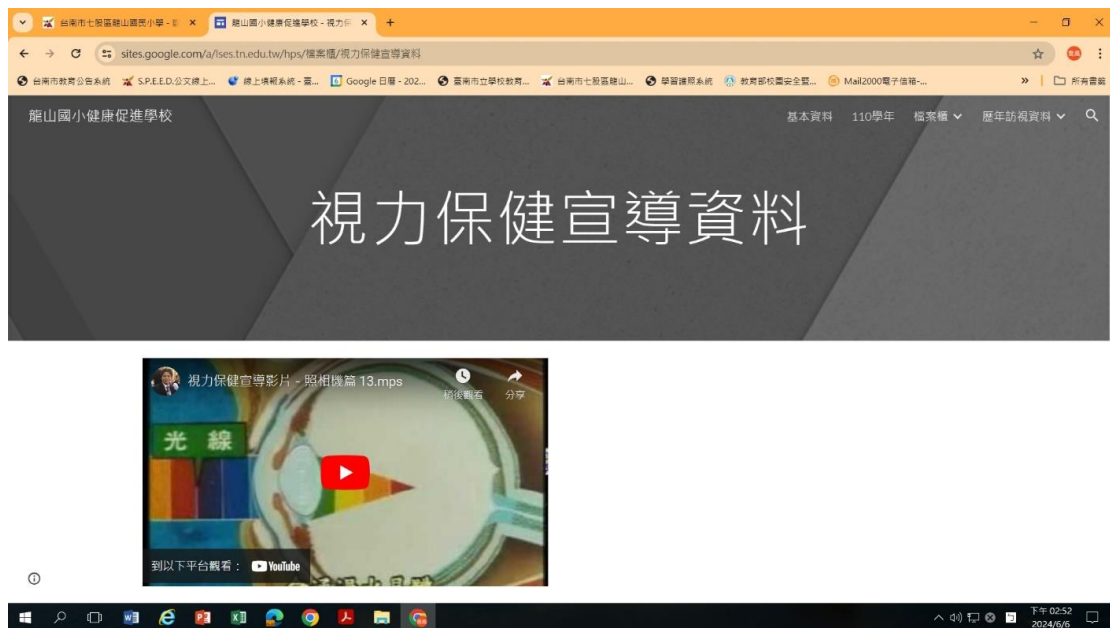 台南市七股區龍山國民小學 - 
龍山國小健康促進學校 - 視力保
sites.google.com/a/lses.tn.edu.tw/hps/檔案櫃/視力保健宣導資料
台南市教育公告系統
S.P.E.E.D.公文線上...
線上填報系統 - 臺...
Google 日曆 - 202...
臺南市立學校教育...
台南市七股區龍山...
學習護照系統
教育部校園安全暨...
Mail2000電子信箱-...
所有書籤
龍山國小健康促進學校
基本資料
110學年
檔案櫃
歷年訪視資料
視力保健宣導資料
視力保健宣導影片 - 照相機篇 13.mps
稍後觀看
分享
光線
到以下平台觀看：
YouTube
下午 02:52
2024/6/6